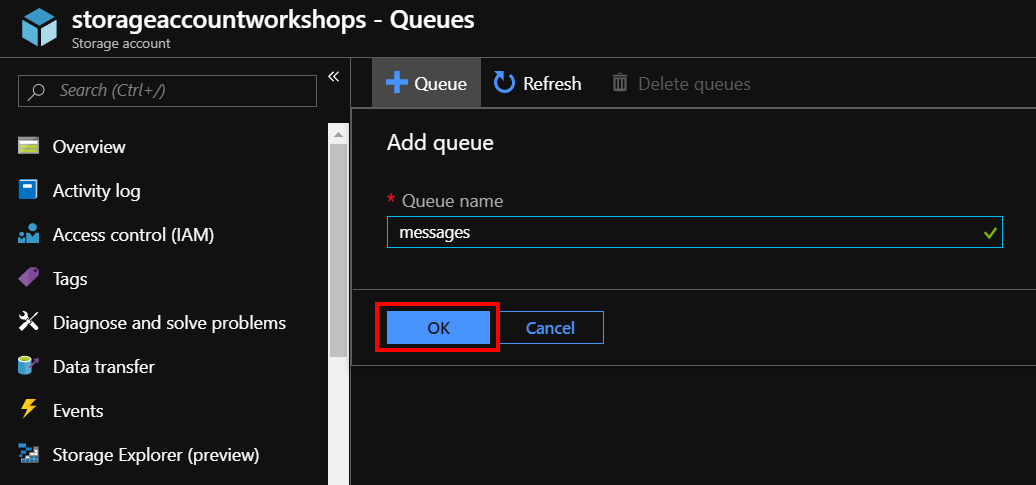 storageaccountworkshops - Queues
Storage account
Search (Ctrl+/)
«
Overview
Activity log
Access control (IAM)
Tags
Diagnose and solve problems
Data transfer
Events
Storage Explorer (preview)
Queue
Refresh
Delete queues
Add queue
* Queue name
messages
OK
Cancel